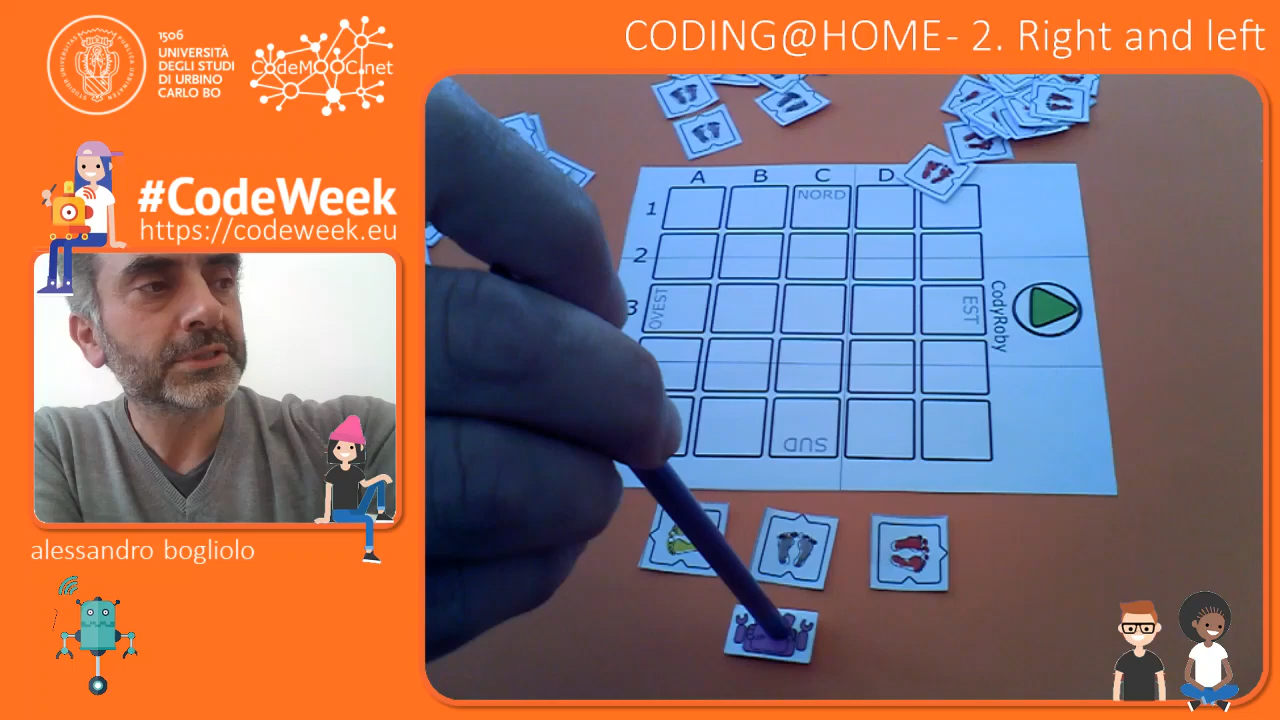 CODING@HOME- 2. Right and left
1506
UNIVERSITÀ
DEGLI STUDI
DI URBINO
CARLO BO
CodeMOOC.net
#CodeWeek
https://codeweek.eu
alessandro bogliolo
A B C D
1
NORD
2
3
OVEST
EST
CodyRoby
SUD